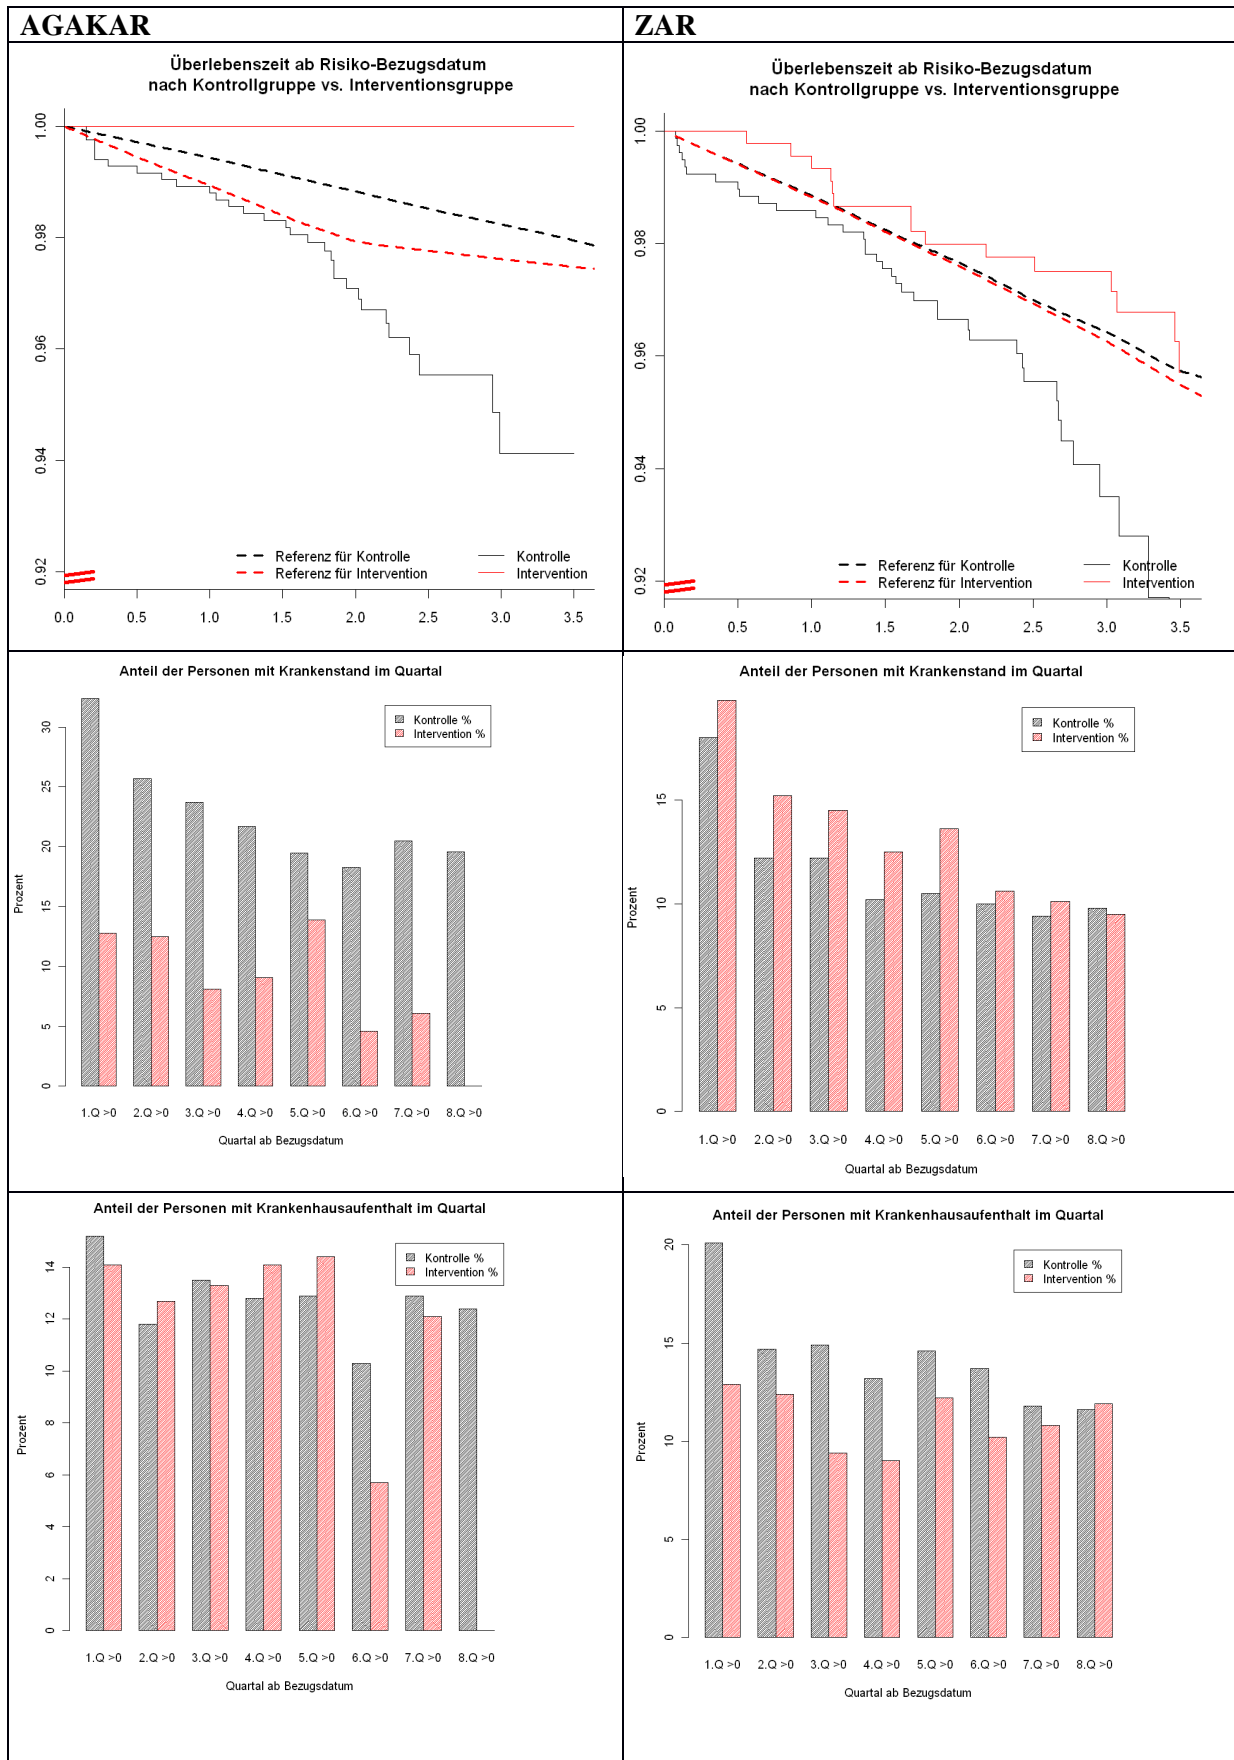 AGAKAR
ZAR
Überlebenszeit ab Risiko-Bezugsdatum
nach Kontrollgruppe vs. Interventionsgruppe
1.00
0.98
0.96
0.94
0.92
Referenz für Kontrolle
Referenz für Intervention
Kontrolle
Intervention
0.0 0.5 1.0 1.5 2.0 2.5 3.0 3.5
Überlebenszeit ab Risiko-Bezugsdatum
nach Kontrollgruppe vs. Interventionsgruppe
1.00
0.98
0.96
0.94
0.92
Referenz für Kontrolle
Referenz für Intervention
Kontrolle
Intervention
0.0 0.5 1.0 1.5 2.0 2.5 3.0 3.5
Anteil der Personen mit Krankenstand im Quartal
Kontrolle %
Intervention %
Prozent
30
25
20
15
10
5
0
1.Q >0 2.Q >0 3.Q >0 4.Q >0 5.Q >0 6.Q >0 7.Q >0 8.Q >0
Quartal ab Bezugsdatum
Anteil der Personen mit Krankenstand im Quartal
Kontrolle %
Intervention %
Prozent
15
10
5
0
1.Q >0 2.Q >0 3.Q >0 4.Q >0 5.Q >0 6.Q >0 7.Q >0 8.Q >0
Quartal ab Bezugsdatum
Anteil der Personen mit Krankenhausaufenthalt im Quartal
Kontrolle %
Intervention %
Prozent
14
12
10
8
6
4
2
0
1.Q >0 2.Q >0 3.Q >0 4.Q >0 5.Q >0 6.Q >0 7.Q >0 8.Q >0
Quartal ab Bezugsdatum
Anteil der Personen mit Krankenhausaufenthalt im Quartal
Kontrolle %
Intervention %
Prozent
20
15
10
5
0
1.Q >0 2.Q >0 3.Q >0 4.Q >0 5.Q >0 6.Q >0 7.Q >0 8.Q >0
Quartal ab Bezugsdatum